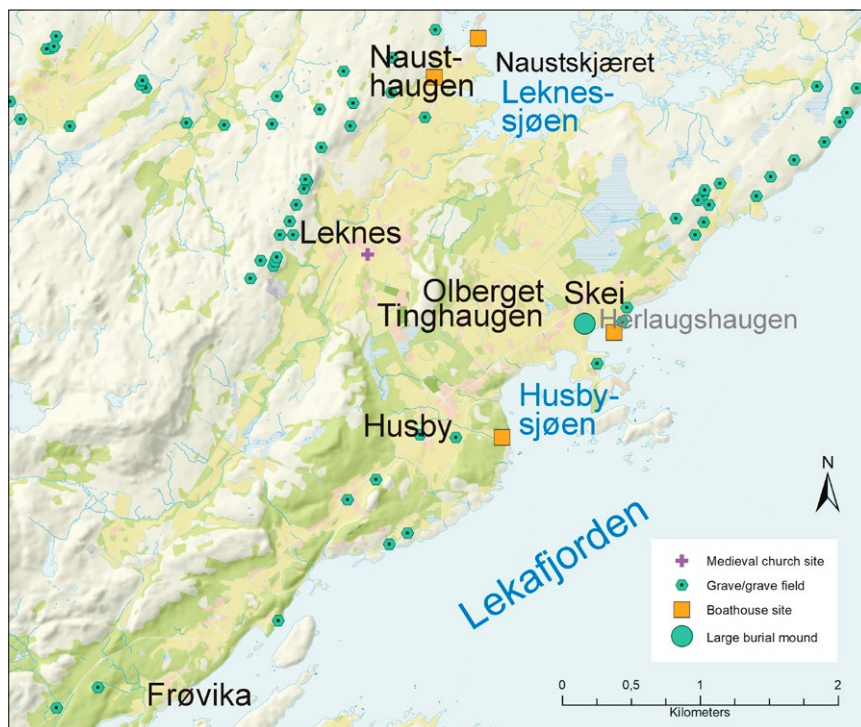 Naust-
haugen
Naustskjæret
Leknes-
sjøen
Leknes
Olberget
Skei
Tinghaugen
Herlaugshaugen
Husby
Husby-
sjøen
Lekafjorden
Frøvika
N
Medieval church site
Grave/grave field
Boathouse site
Large burial mound
0 0,5 1 2
Kilometers